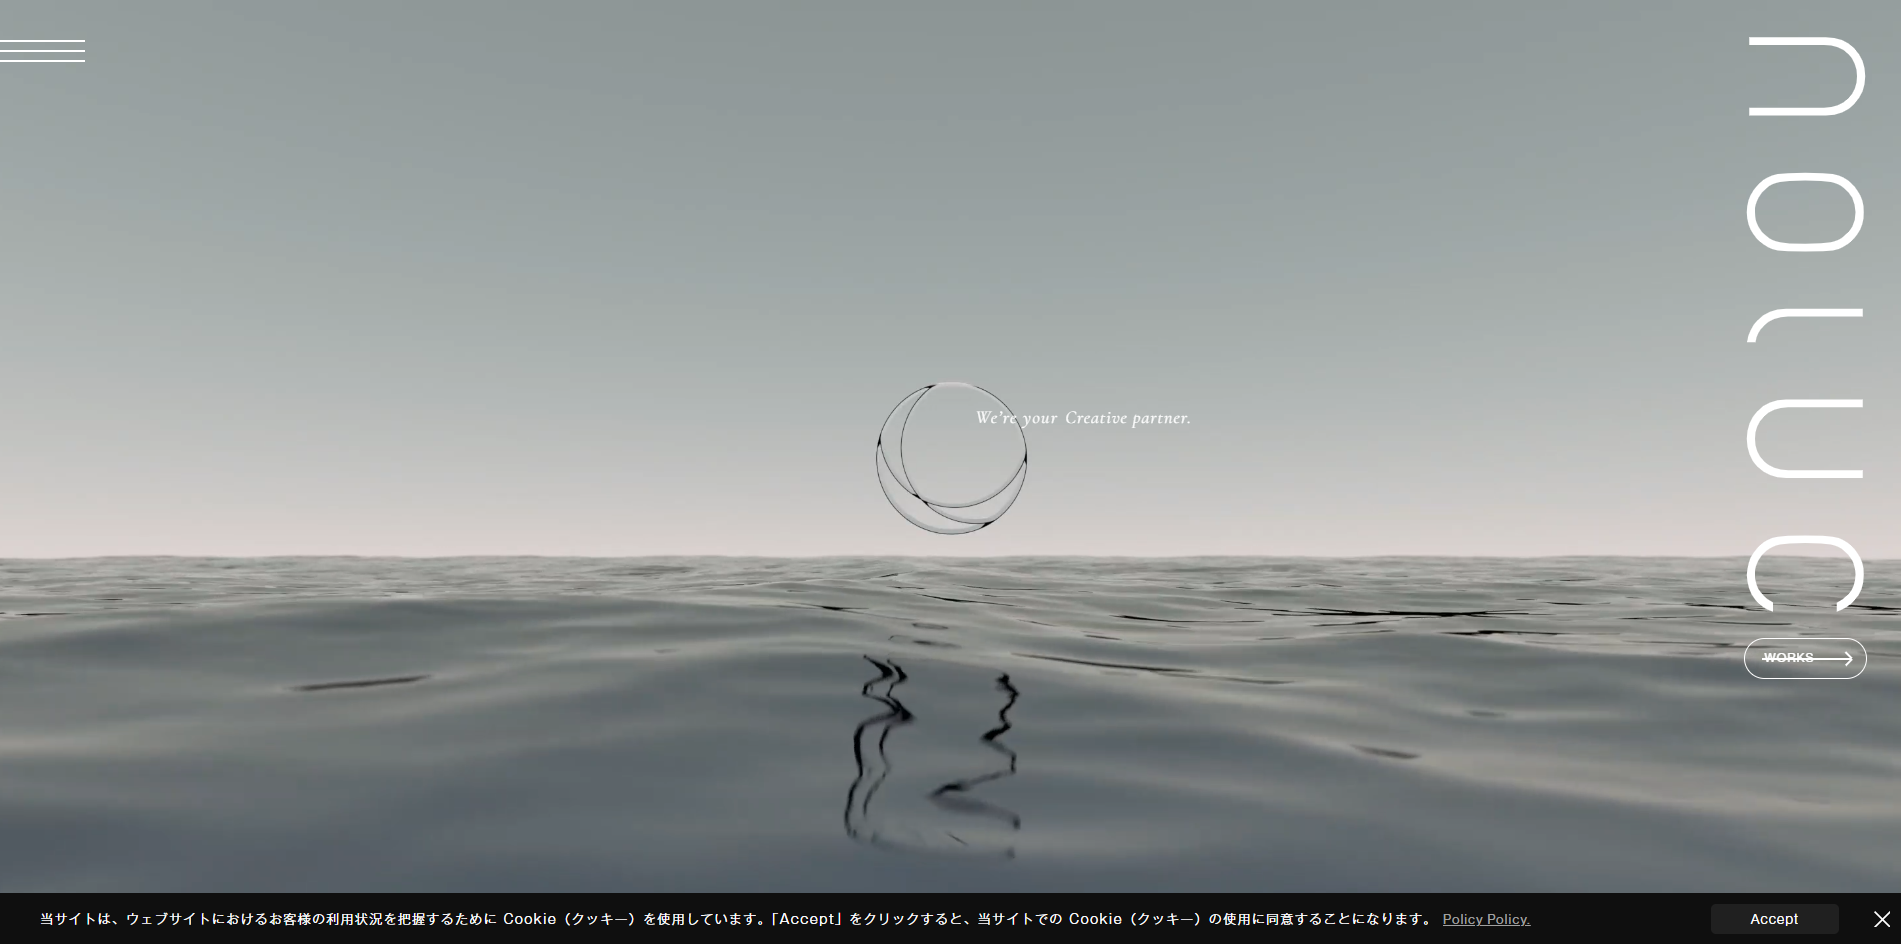 noluc
We're your Creative partner.
WORKS
当サイトは、ウェブサイトにおけるお客様の利用状況を把握するために Cookie（クッキー）を使用しています。「Accept」をクリックすると、当サイトでの Cookie（クッキー）の使用に同意することになります。 Policy Policy.
Accept